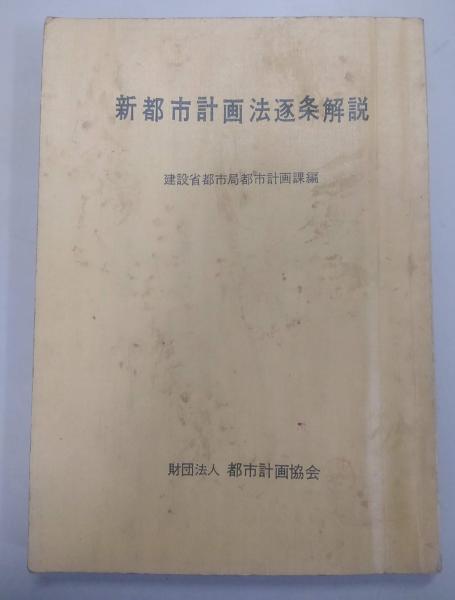 新都市計画法逐条解説
建設省都市局都市計画課編
財団法人 都市計画協会